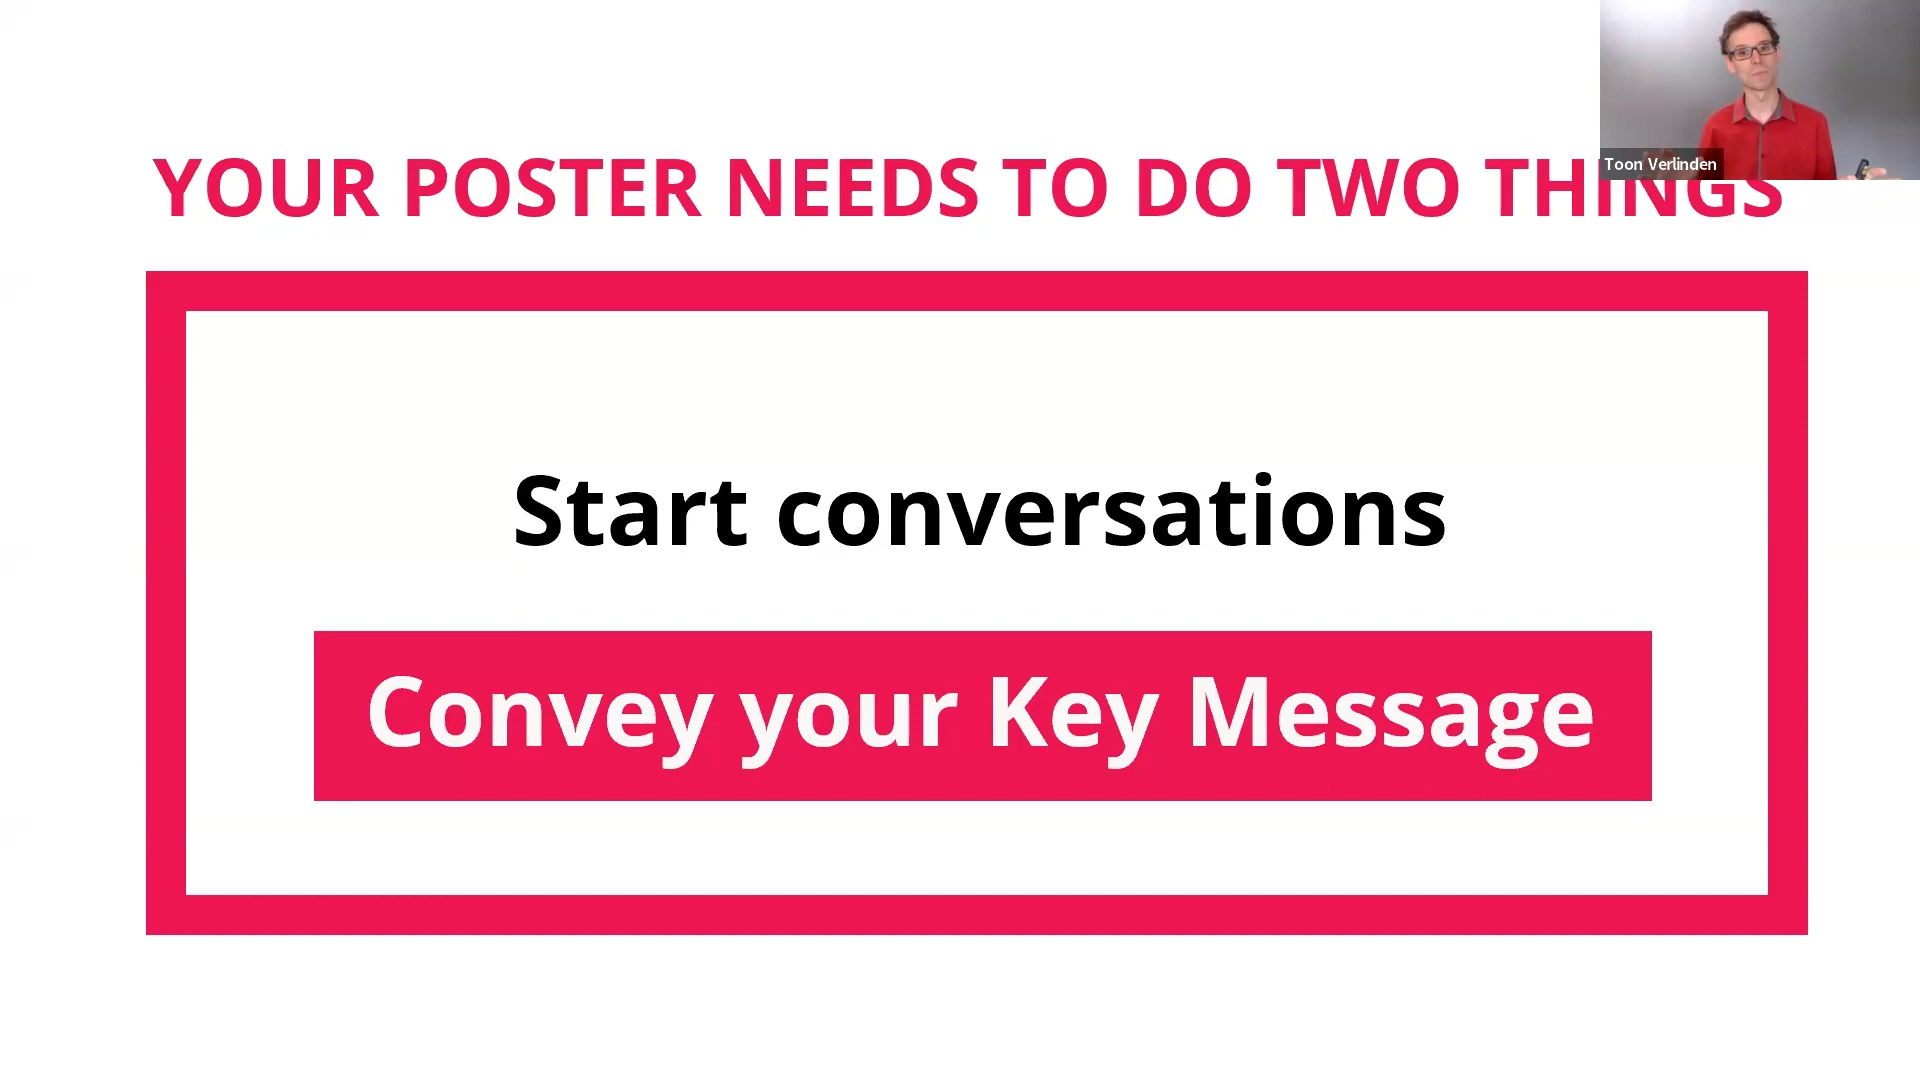 Toon Verlinden
YOUR POSTER NEEDS TO DO TWO THINGS
Start conversations
Convey your Key Message